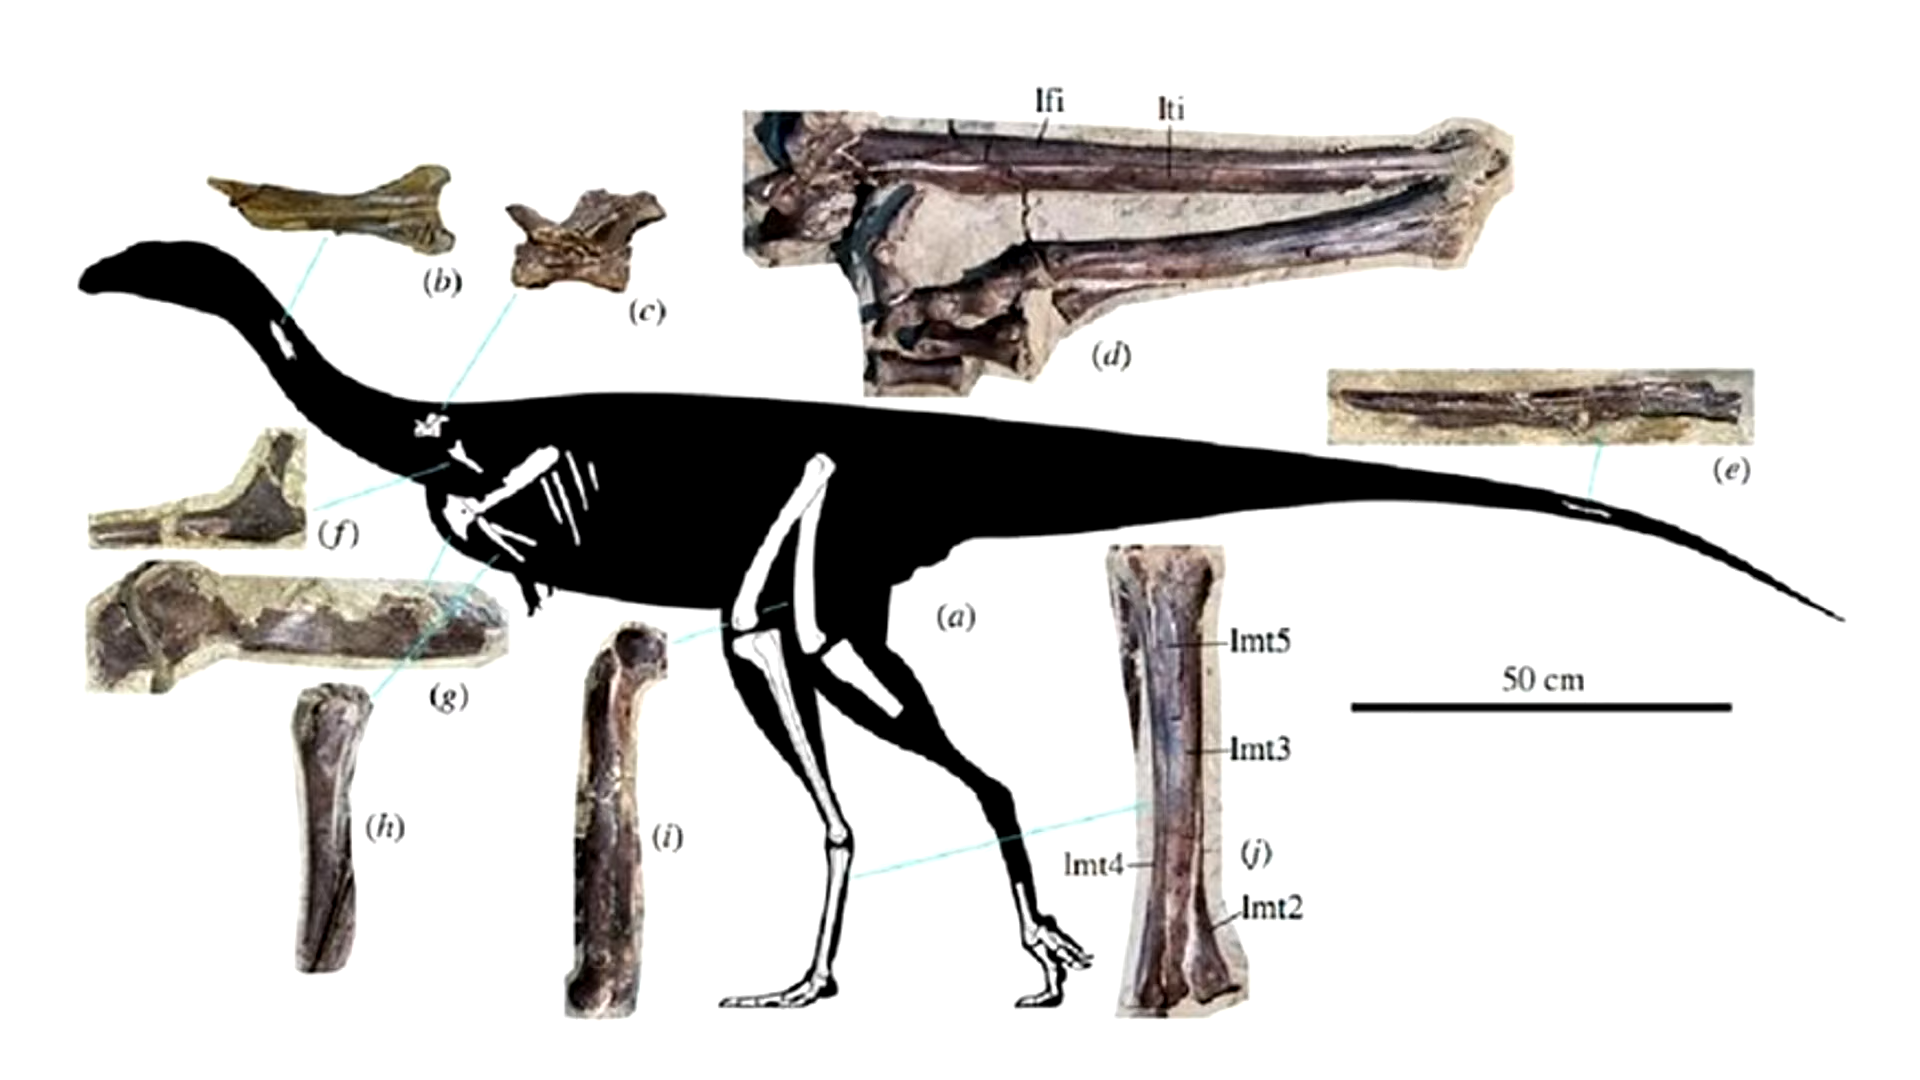 lfi
lti
(b)
(c)
(d)
(e)
(f)
(a)
lmt5
50 cm
(g)
lmt3
(h)
(i)
(j)
lmt4
lmt2